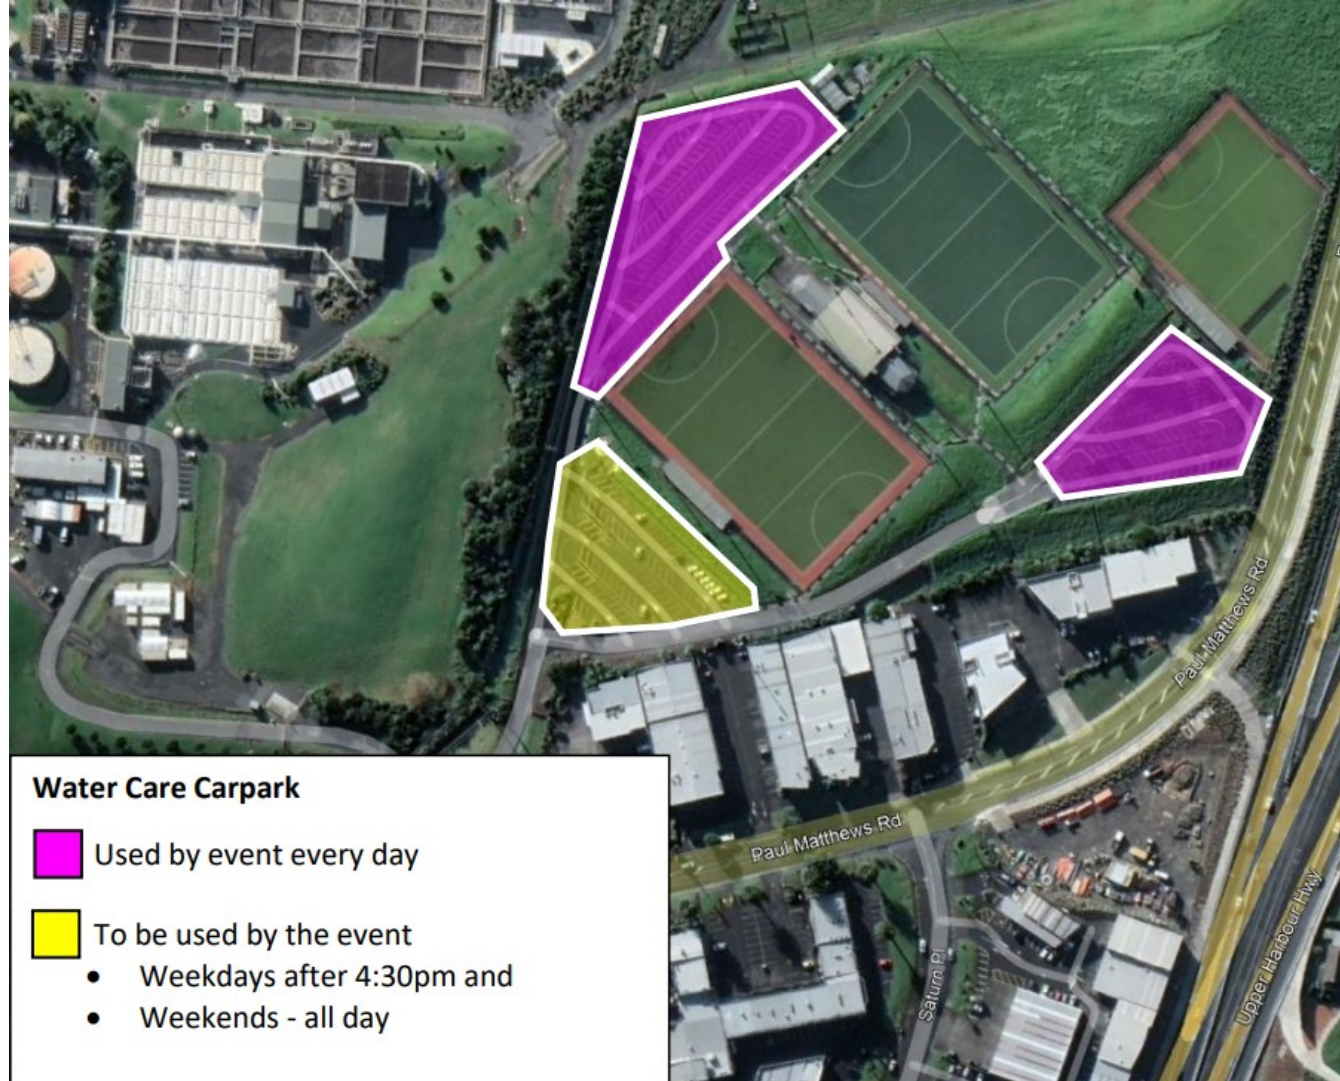 Paul Matthews Rd
Paul Matthews Rd
Saturn Pl
Upper Harbour Hwy
Water Care Carpark
Used by event every day
To be used by the event
• Weekdays after 4:30pm and
• Weekends - all day